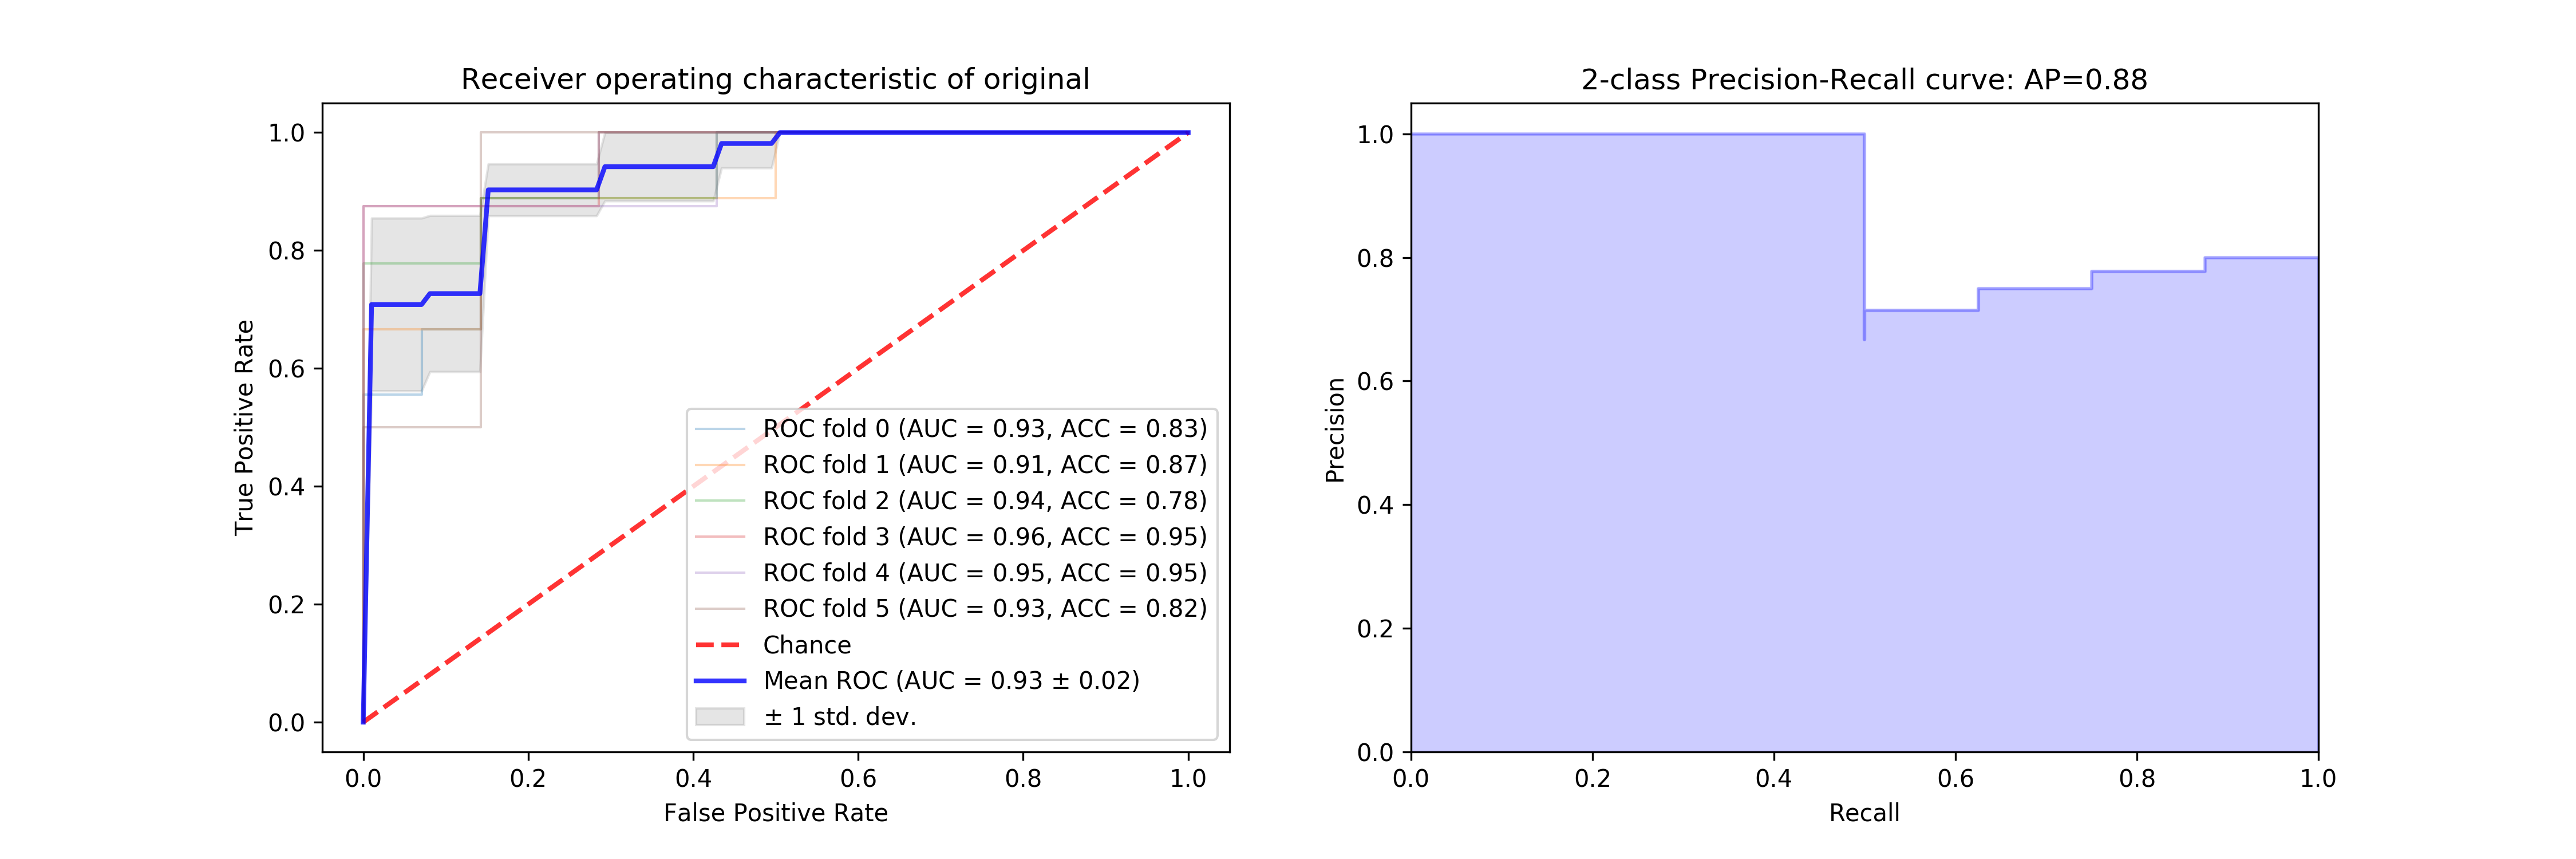 Receiver operating characteristic of original
True Positive Rate
1.0
0.8
0.6
0.4
0.2
0.0
0.0 0.2 0.4 0.6 0.8 1.0
False Positive Rate
ROC fold 0 (AUC = 0.93, ACC = 0.83)
ROC fold 1 (AUC = 0.91, ACC = 0.87)
ROC fold 2 (AUC = 0.94, ACC = 0.78)
ROC fold 3 (AUC = 0.96, ACC = 0.95)
ROC fold 4 (AUC = 0.95, ACC = 0.95)
ROC fold 5 (AUC = 0.93, ACC = 0.82)
Chance
Mean ROC (AUC = 0.93 ± 0.02)
± 1 std. dev.
2-class Precision-Recall curve: AP=0.88
Precision
1.0
0.8
0.6
0.4
0.2
0.0
0.0 0.2 0.4 0.6 0.8 1.0
Recall